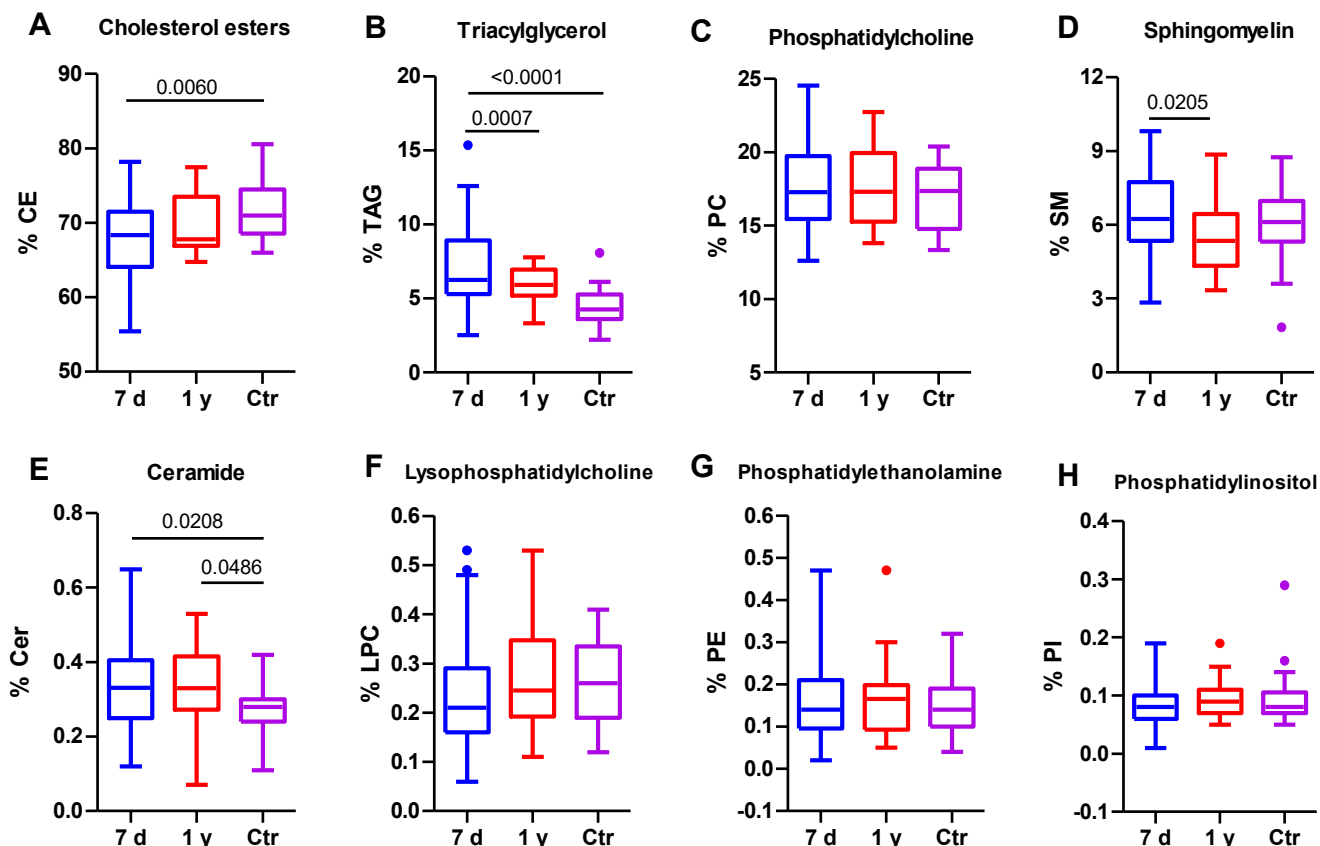 A
Cholesterol esters
% CE
90
80
70
60
50
0.0060
7 d
1 y
Ctr
B
Triacylglycerol
% TAG
20
15
10
5
0
<0.0001
0.0007
7 d
1 y
Ctr
C
Phosphatidylcholine
% PC
25
20
15
10
5
7 d
1 y
Ctr
D
Sphingomyelin
% SM
12
9
6
3
0
0.0205
7 d
1 y
Ctr
E
Ceramide
% Cer
0.8
0.6
0.4
0.2
0.0
0.0208
0.0486
7 d
1 y
Ctr
F
Lysophosphatidylcholine
% LPC
0.6
0.5
0.4
0.3
0.2
0.1
0.0
7 d
1 y
Ctr
G
Phosphatidylethanolamine
% PE
0.6
0.5
0.4
0.3
0.2
0.1
0.0
-0.1
7 d
1 y
Ctr
H
Phosphatidylinositol
% PI
0.4
0.3
0.2
0.1
0.0
-0.1
7 d
1 y
Ctr